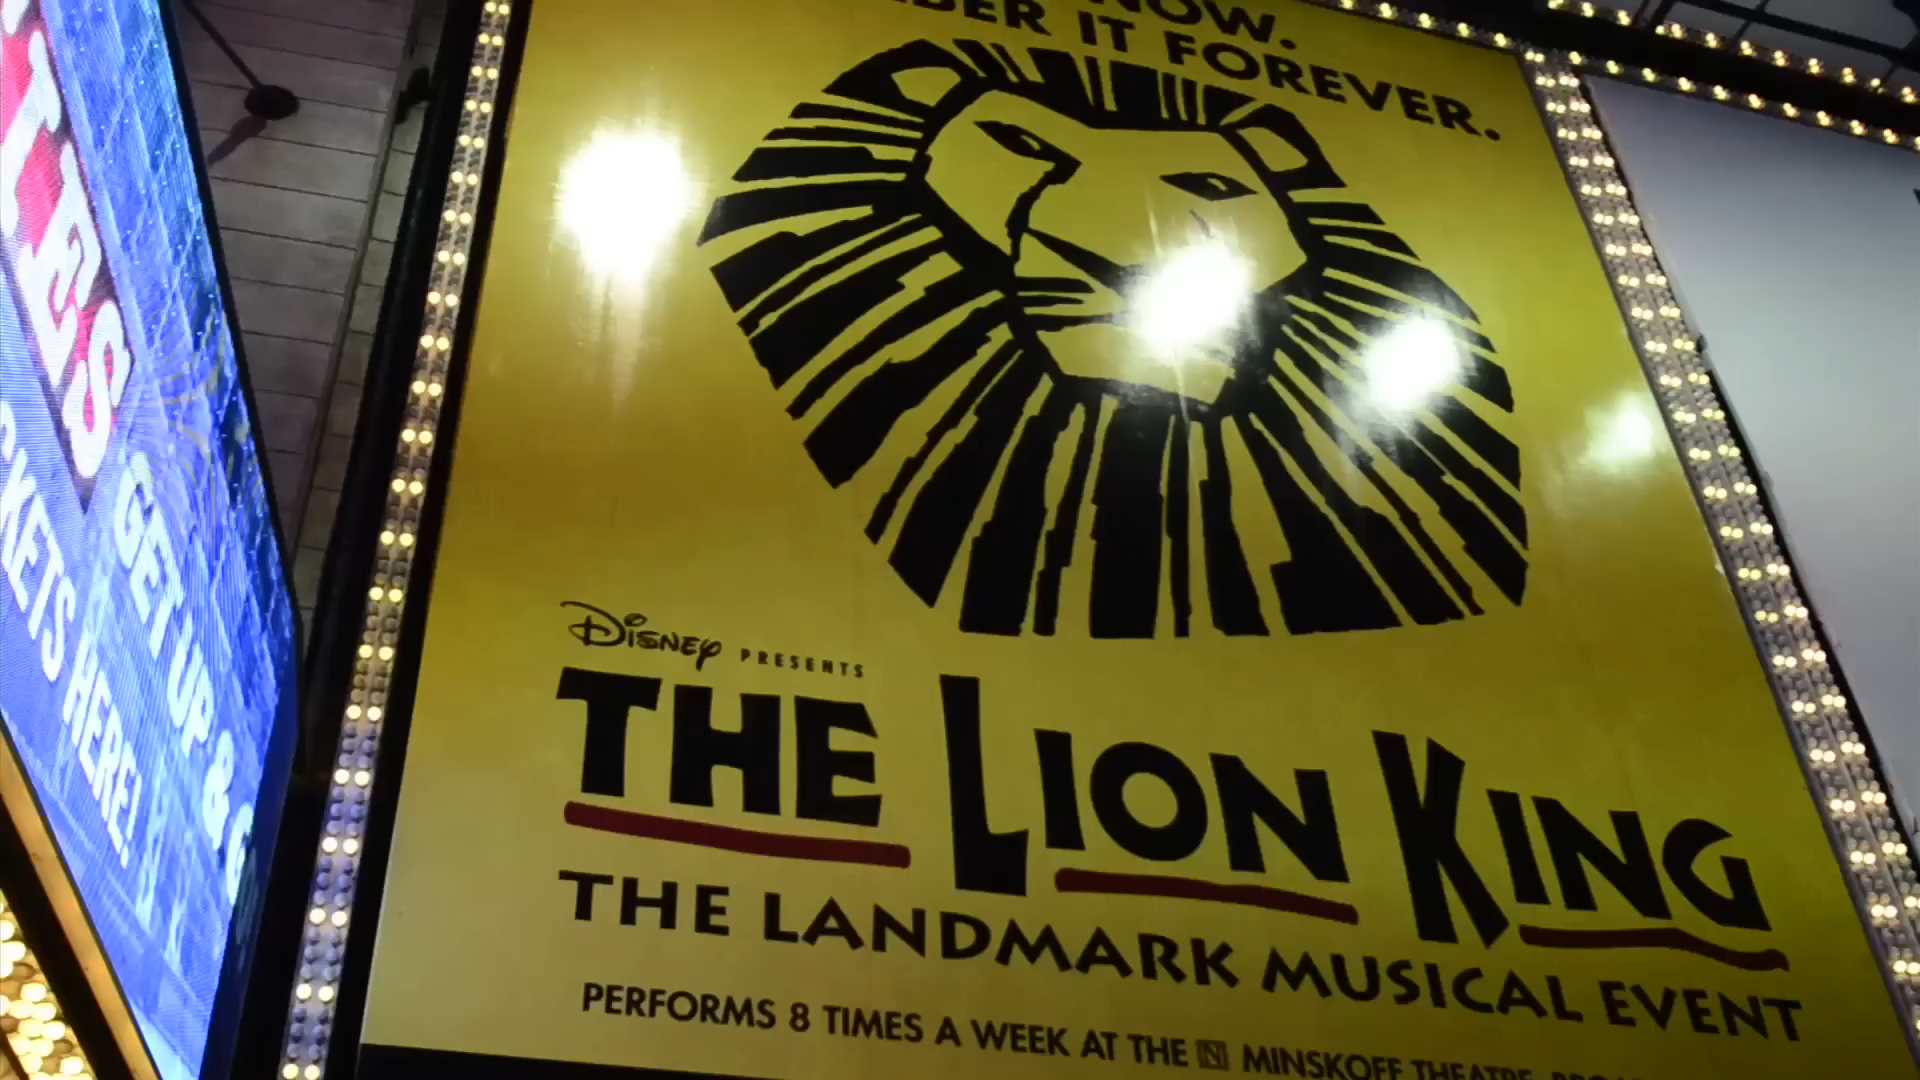 NOW.
IT FOREVER.
DISNEY PRESENTS
THE LION KING
THE LANDMARK MUSICAL EVENT
PERFORMS 8 TIMES A WEEK AT THE N MINSKOFF THEATRE,
GET UP &
HERE!